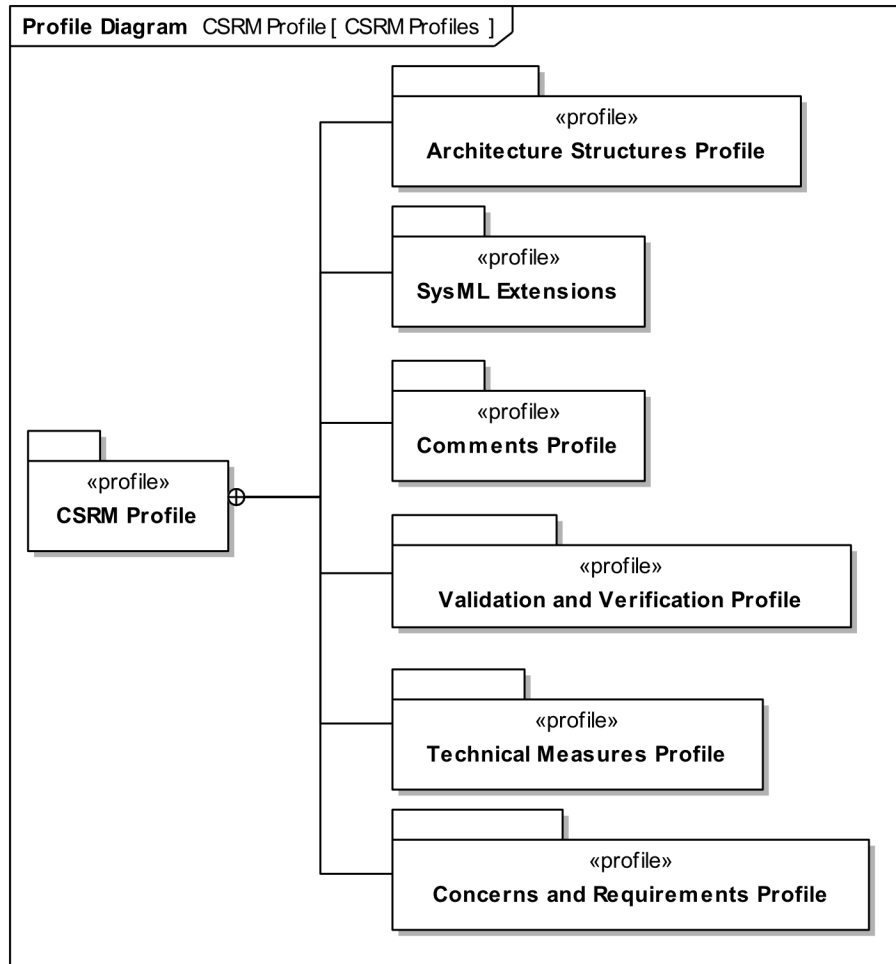 Profile Diagram CSRM Profile [ CSRM Profiles ]
«profile»
Architecture Structures Profile
«profile»
SysML Extensions
«profile»
Comments Profile
«profile»
CSRM Profile
«profile»
Validation and Verification Profile
«profile»
Technical Measures Profile
«profile»
Concerns and Requirements Profile